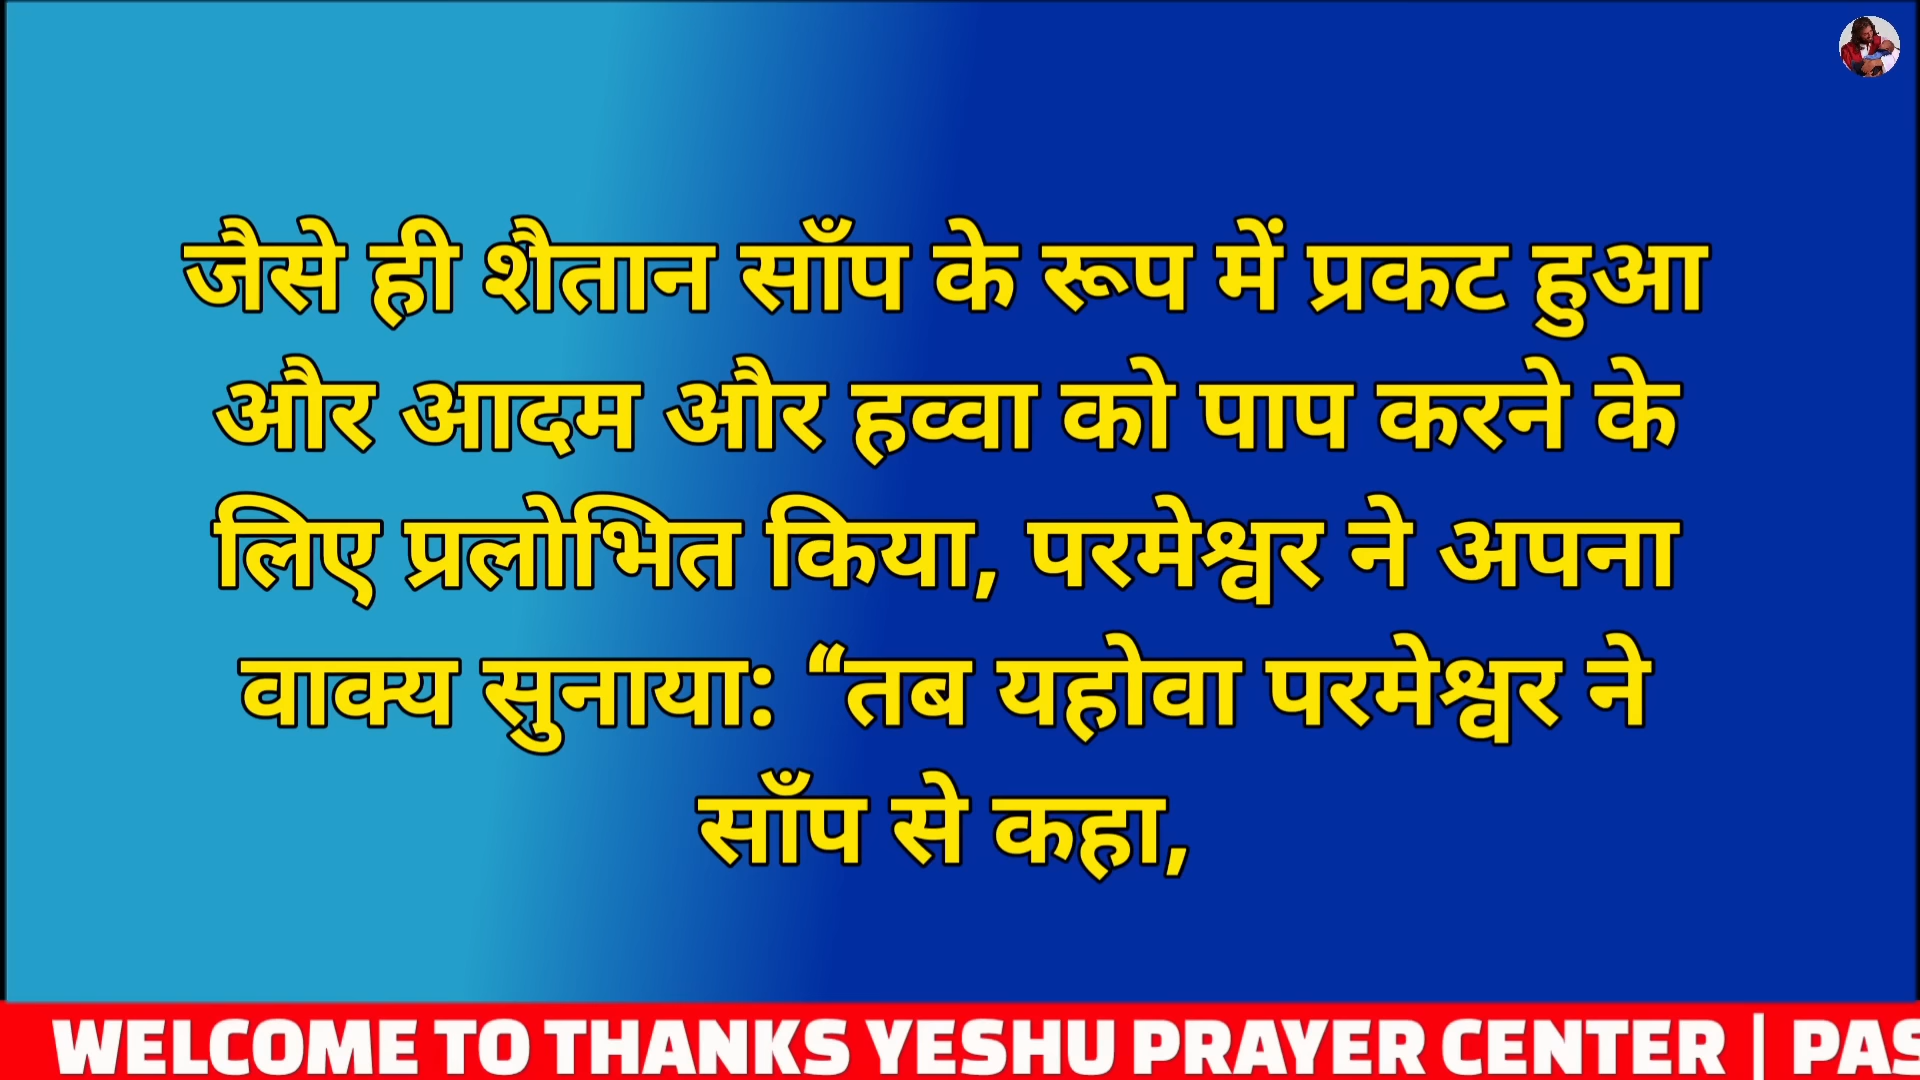 जैसे ही शैतान साँप के रूप में प्रकट हुआ
और आदम और हव्वा को पाप करने के
लिए प्रलोभित किया, परमेश्वर ने अपना
वाक्य सुनाया: “तब यहोवा परमेश्वर ने
साँप से कहा,
WELCOME TO THANKS YESHU PRAYER CENTER | PAS